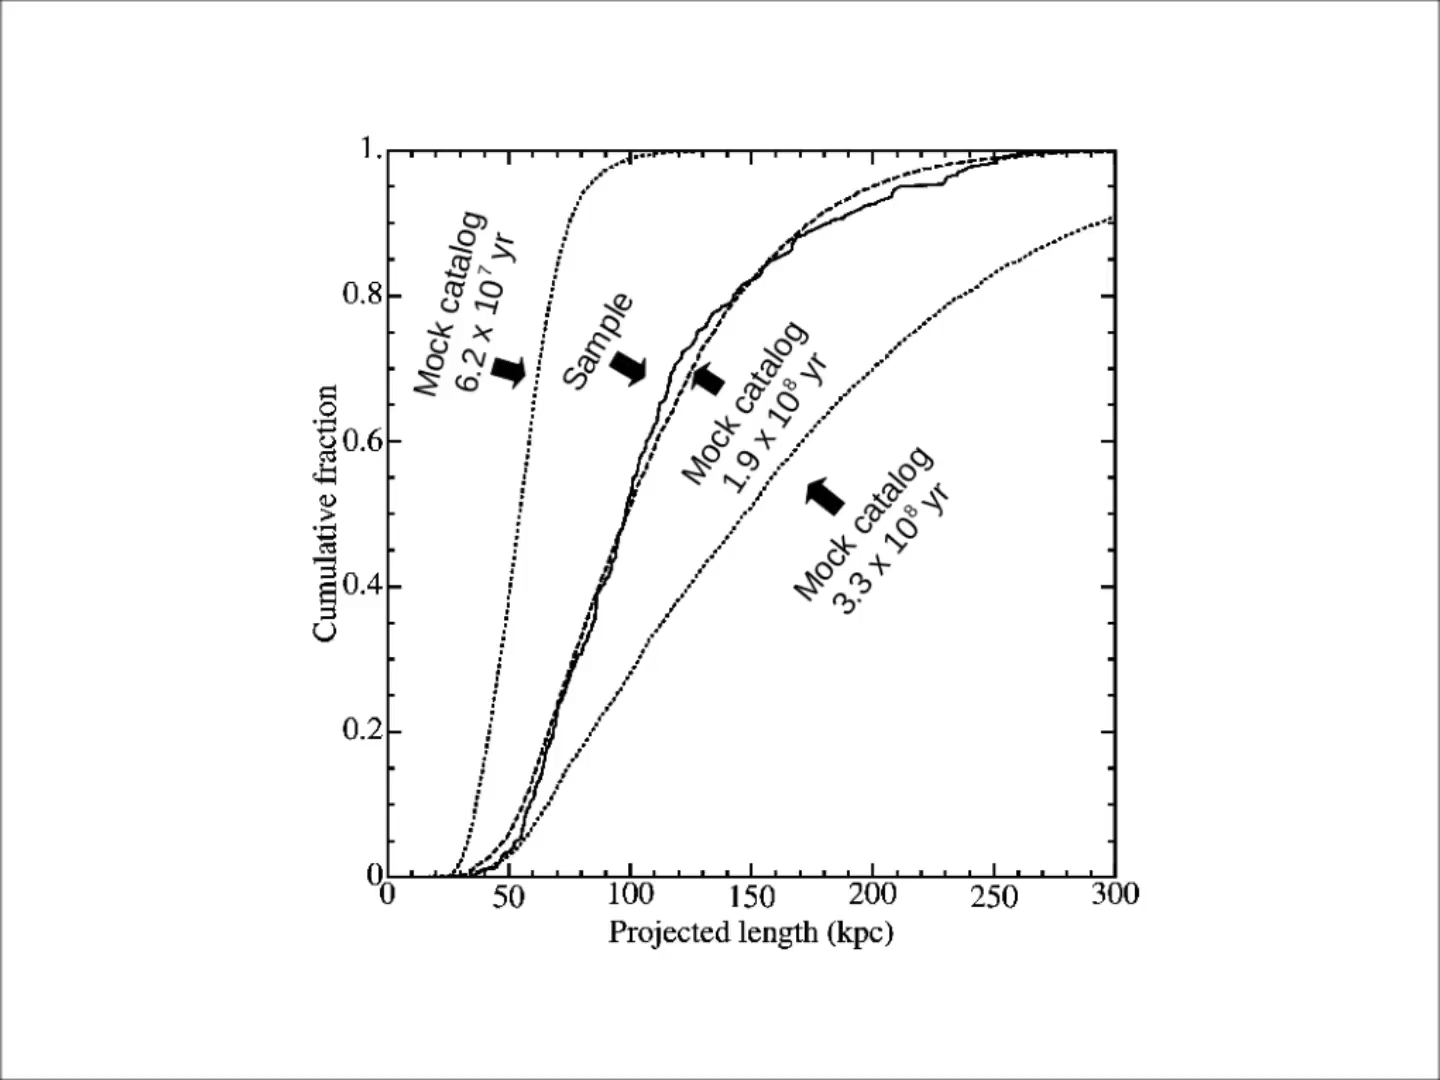 1.
0.8
0.6
0.4
0.2
0
Cumulative fraction
Mock catalog
6.2 x 10⁷ yr
Sample
Mock catalog
1.9 x 10⁸ yr
Mock catalog
3.3 x 10⁸ yr
0 50 100 150 200 250 300
Projected length (kpc)